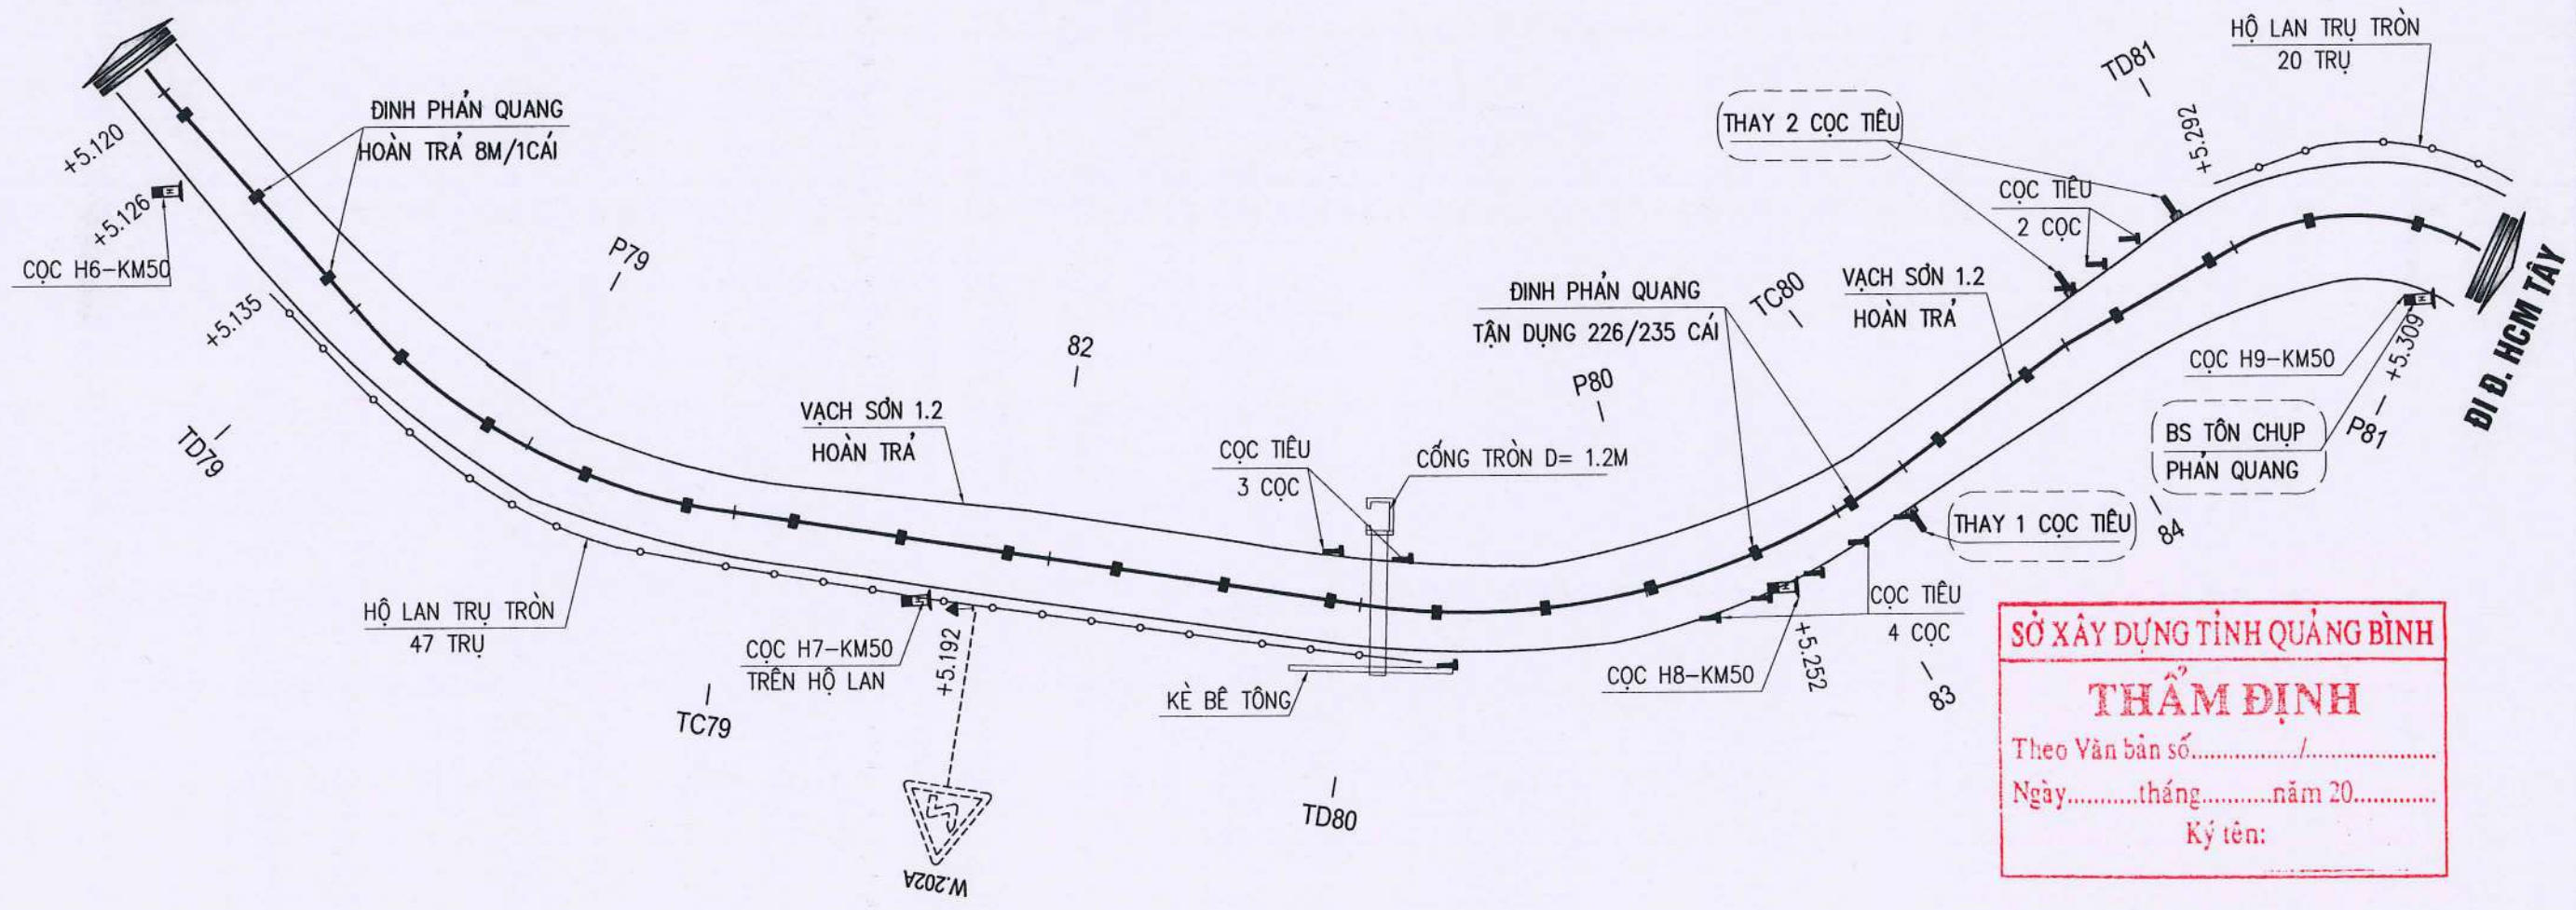 +5.120
ĐINH PHẢN QUANG
HOÀN TRẢ 8M/1CÁI
+5.126
CỌC H6-KM50
+5.135
TD79
P79
HỘ LAN TRỤ TRÒN
47 TRỤ
TC79
VẠCH SƠN 1.2
HOÀN TRẢ
82
CỌC H7-KM50
TRÊN HỘ LAN
+5.192
W.202A
CỌC TIÊU
3 CỌC
CỐNG TRÒN D= 1.2M
KÈ BÊ TÔNG
TD80
P80
ĐINH PHẢN QUANG
TẬN DỤNG 226/235 CÁI
TC80
VẠCH SƠN 1.2
HOÀN TRẢ
THAY 2 CỌC TIÊU
CỌC TIÊU
2 CỌC
TD81
+5.292
HỘ LAN TRỤ TRÒN
20 TRỤ
CỌC H8-KM50
+5.252
CỌC TIÊU
4 CỌC
83
THAY 1 CỌC TIÊU
84
CỌC H9-KM50
+5.309
P81
BS TÔN CHỤP
PHẢN QUANG
ĐI Đ. HCM TÂY
SỞ XÂY DỰNG TỈNH QUẢNG BÌNH
THẨM ĐỊNH
Theo Văn bản số................/...................
Ngày...........tháng...........năm 20.............
Ký tên: